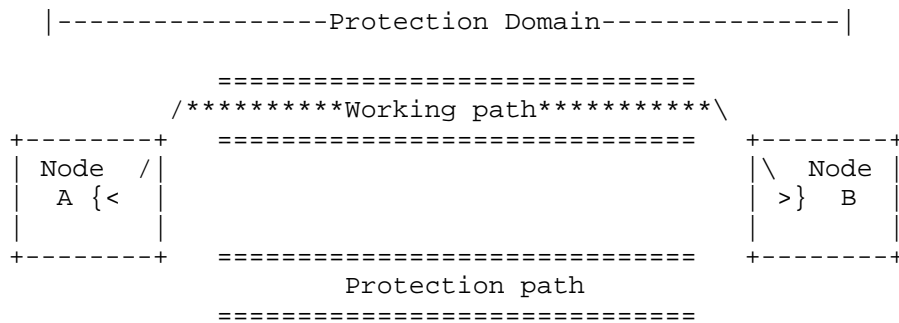 |-----------------Protection Domain---------------|
==============================
/**********Working path***********\
+--------+   ==============================   +--------+
| Node  /|                                    |\  Node |
|  A {<  |                                    | >}  B  |
|        |                                    |        |
+--------+   ==============================   +--------+
Protection path
==============================